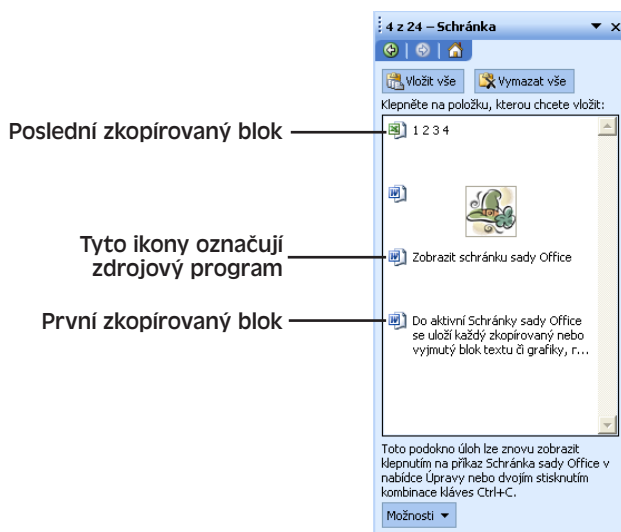 4 z 24 – Schránka
Vložit vše
Vymazat vše
Klepněte na položku, kterou chcete vložit:
Poslední zkopírovaný blok
1 2 3 4
Tyto ikony označují
zdrojový program
Zobrazit schránku sady Office
První zkopírovaný blok
Do aktivní Schránky sady Office
se uloží každý zkopírovaný nebo
vyjmutý blok textu či grafiky, r...
Toto podokno úloh lze znovu zobrazit
klepnutím na příkaz Schránka sady Office v
nabídce Úpravy nebo dvojím stisknutím
kombinace kláves Ctrl+C.
Možnosti